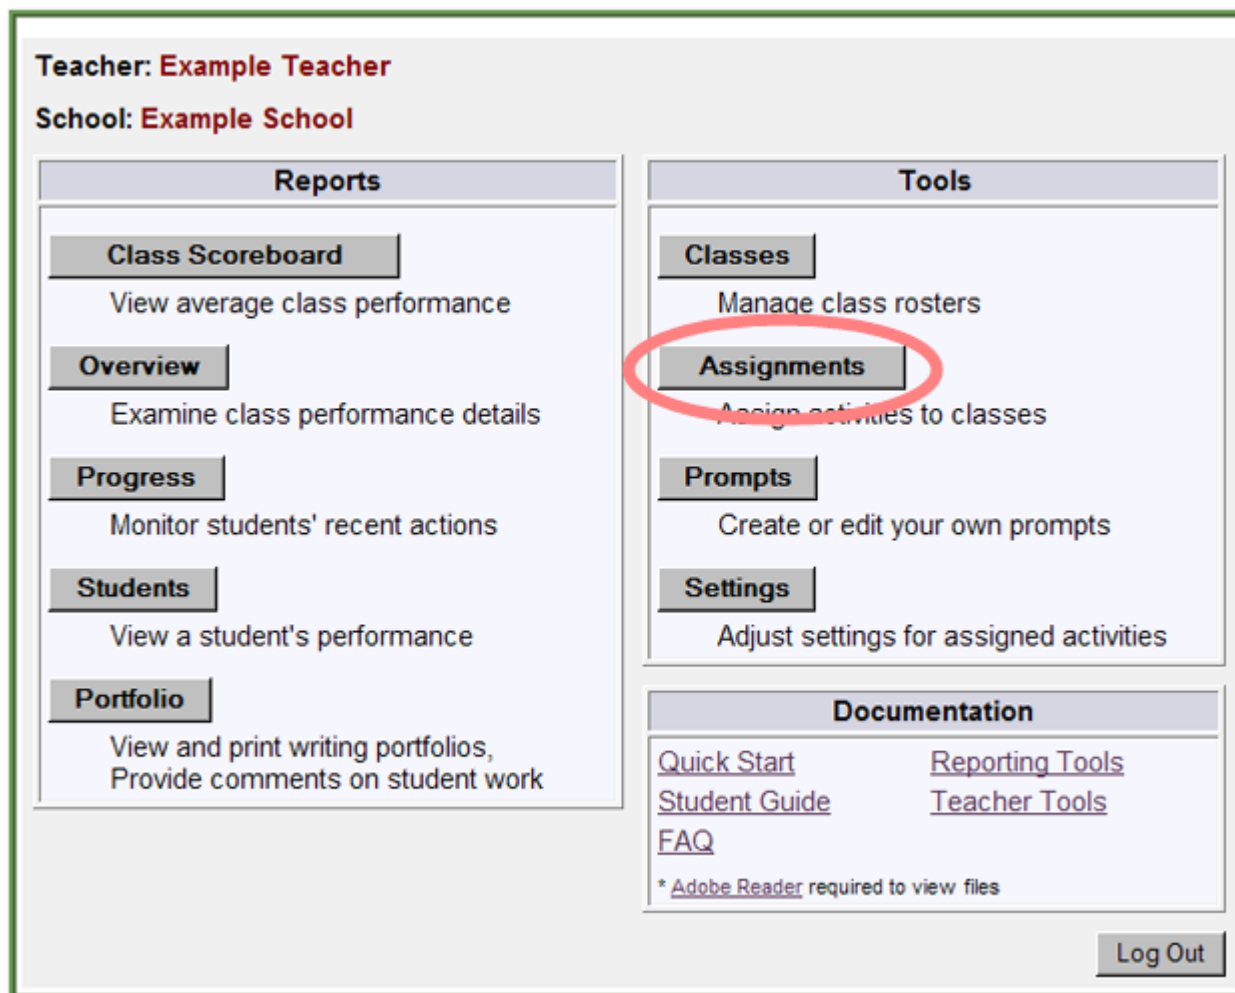 Teacher: Example Teacher
School: Example School
Reports
Class Scoreboard
View average class performance
Overview
Examine class performance details
Progress
Monitor students' recent actions
Students
View a student's performance
Portfolio
View and print writing portfolios,
Provide comments on student work
Tools
Classes
Manage class rosters
Assignments
Assign activities to classes
Prompts
Create or edit your own prompts
Settings
Adjust settings for assigned activities
Documentation
Quick Start Reporting Tools
Student Guide Teacher Tools
FAQ
* Adobe Reader required to view files
Log Out